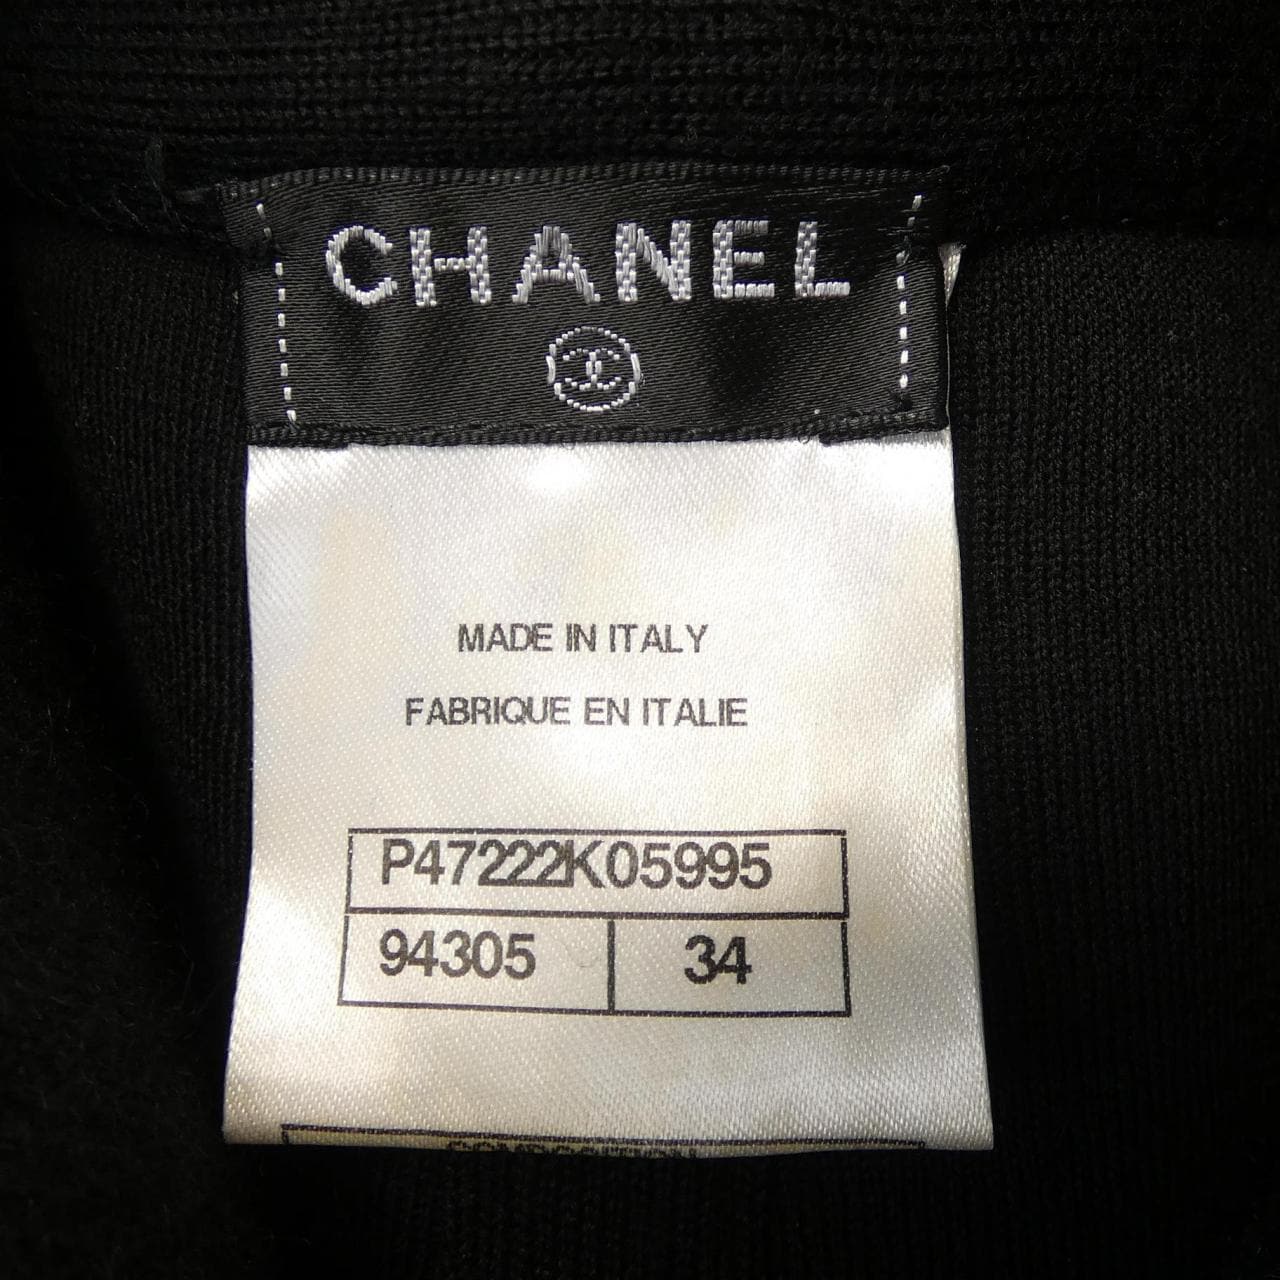 CHANEL
MADE IN ITALY
FABRIQUE EN ITALIE
P47222K05995
94305 34